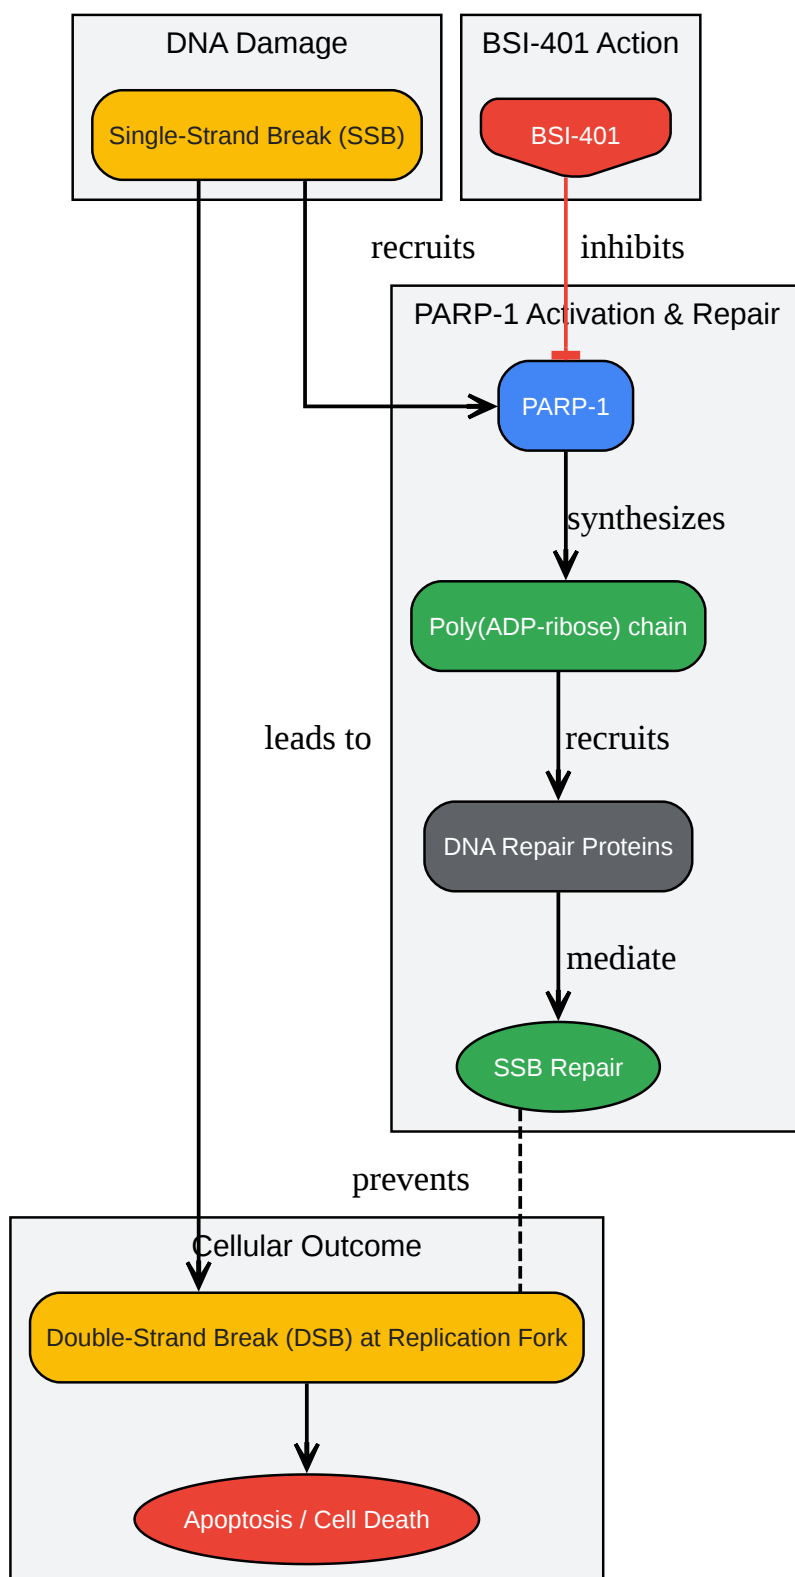 DNA Damage
BSI-401 Action
Single-Strand Break (SSB)
BSI-401
recruits
inhibits
PARP-1 Activation & Repair
PARP-1
synthesizes
Poly(ADP-ribose) chain
leads to
recruits
DNA Repair Proteins
mediate
SSB Repair
prevents
Cellular Outcome
Double-Strand Break (DSB) at Replication Fork
Apoptosis / Cell Death